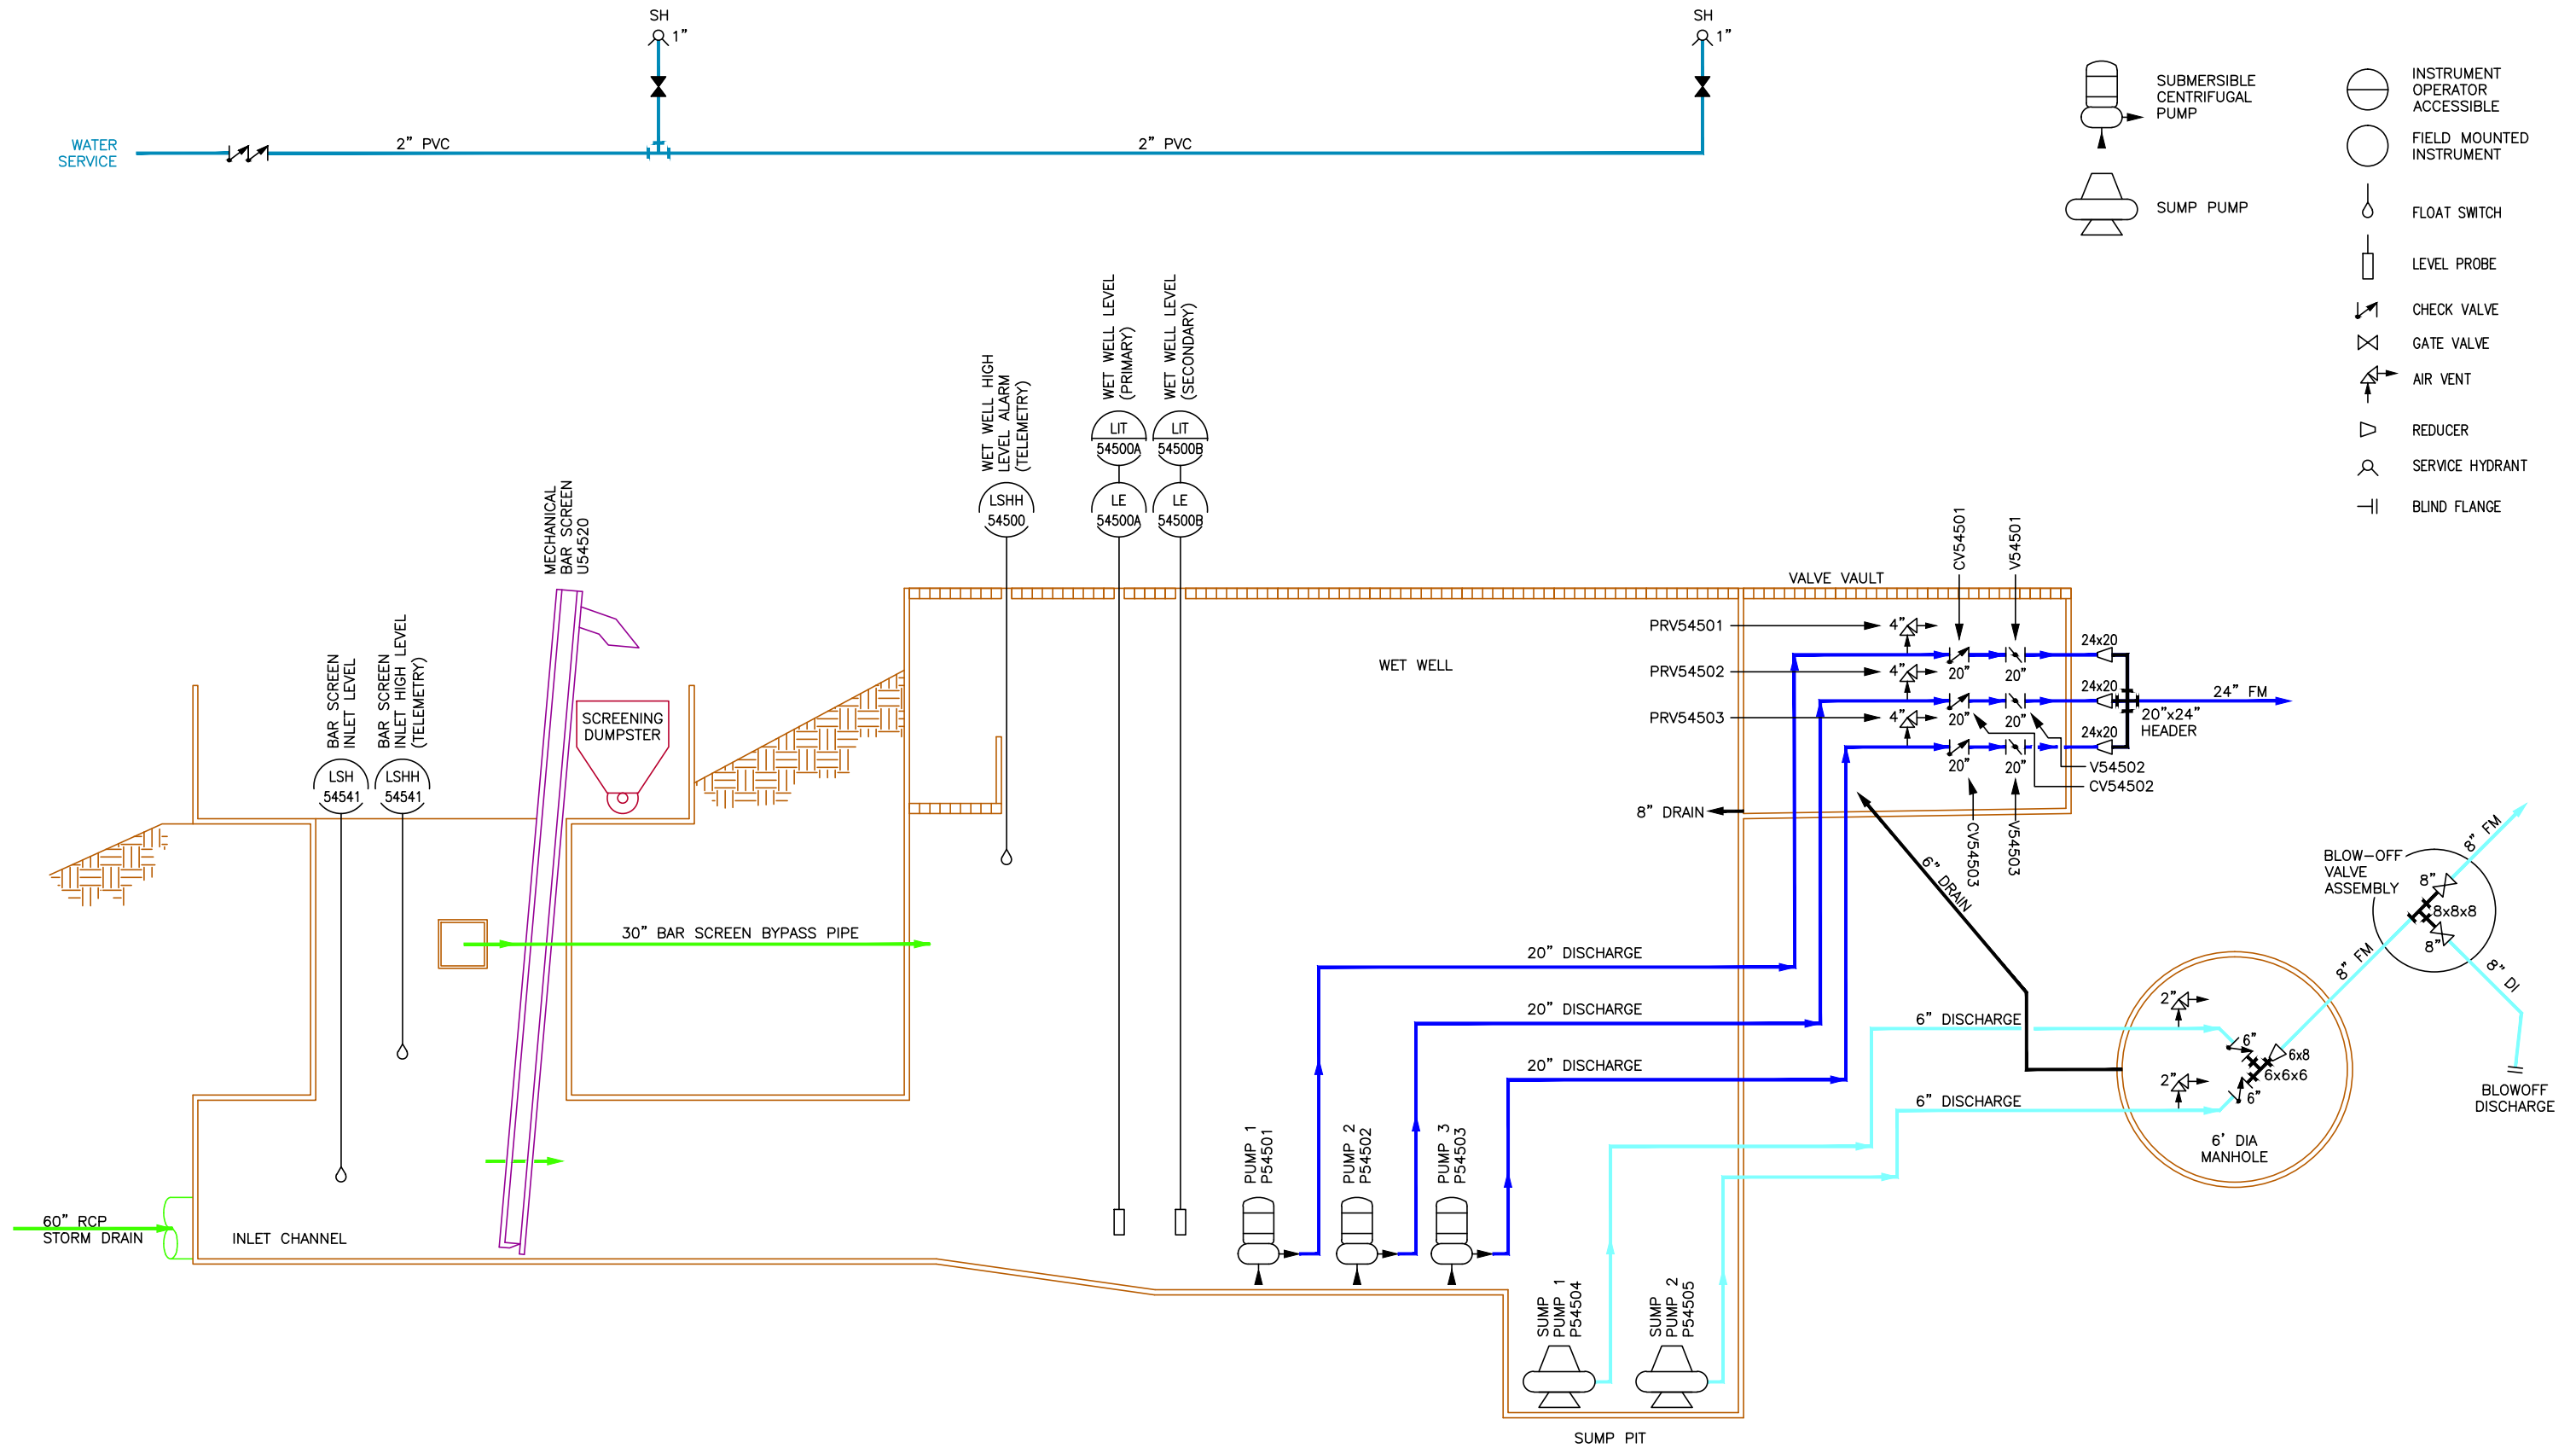 SH
1”
SH
1”
WATER
SERVICE
2” PVC
2” PVC
SUBMERSIBLE
CENTRIFUGAL
PUMP
SUMP PUMP
INSTRUMENT
OPERATOR
ACCESSIBLE
FIELD MOUNTED
INSTRUMENT
FLOAT SWITCH
LEVEL PROBE
CHECK VALVE
GATE VALVE
AIR VENT
REDUCER
SERVICE HYDRANT
BLIND FLANGE
BAR SCREEN
INLET LEVEL
LSH
54541
BAR SCREEN
INLET HIGH LEVEL
(TELEMETRY)
LSHH
54541
MECHANICAL
BAR SCREEN
U54520
SCREENING
DUMPSTER
WET WELL HIGH
LEVEL ALARM
(TELEMETRY)
LSHH
54500
WET WELL LEVEL
(PRIMARY)
LIT
54500A
LE
54500A
WET WELL LEVEL
(SECONDARY)
LIT
54500B
LE
54500B
WET WELL
VALVE VAULT
CV54501
V54501
PRV54501
4”
20”
20”
24x20
PRV54502
4”
20”
20”
24x20
PRV54503
4”
20”
20”
24x20
24” FM
20”x24”
HEADER
V54502
CV54502
CV54503
V54503
8” DRAIN
6” DRAIN
30” BAR SCREEN BYPASS PIPE
20” DISCHARGE
20” DISCHARGE
20” DISCHARGE
6” DISCHARGE
6” DISCHARGE
BLOW-OFF
VALVE
ASSEMBLY
8” FM
8”
8x8x8
8”
8” FM
8” DI
BLOWOFF
DISCHARGE
2”
6”
6x8
2”
6x6x6
6”
6’ DIA
MANHOLE
PUMP 1
P54501
PUMP 2
P54502
PUMP 3
P54503
60” RCP
STORM DRAIN
INLET CHANNEL
SUMP
PUMP 1
P54504
SUMP
PUMP 2
P54505
SUMP PIT